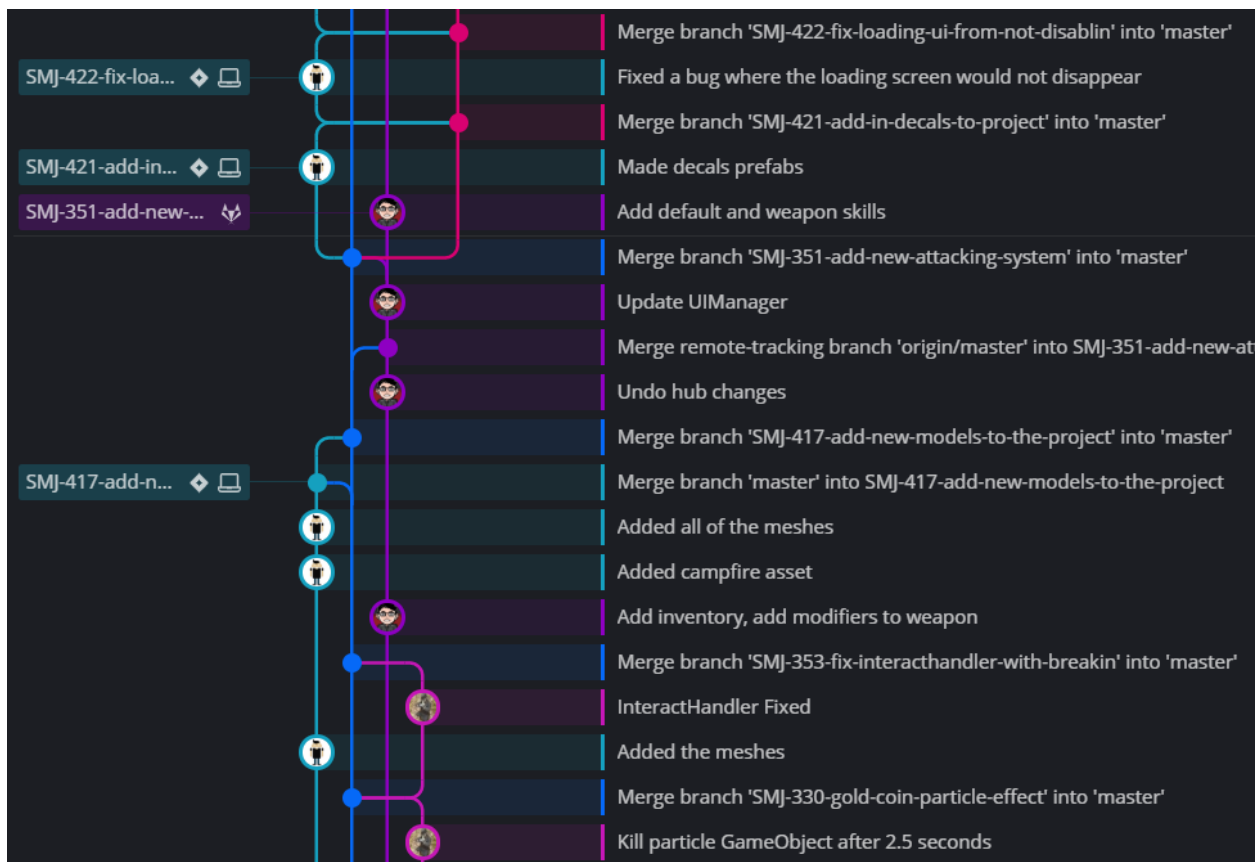 Merge branch 'SMJ-422-fix-loading-ui-from-not-disablin' into 'master'
SMJ-422-fix-loa... Fixed a bug where the loading screen would not disappear
Merge branch 'SMJ-421-add-in-decals-to-project' into 'master'
SMJ-421-add-in... Made decals prefabs
SMJ-351-add-new-... Add default and weapon skills
Merge branch 'SMJ-351-add-new-attacking-system' into 'master'
Update UIManager
Merge remote-tracking branch 'origin/master' into SMJ-351-add-new-at
Undo hub changes
Merge branch 'SMJ-417-add-new-models-to-the-project' into 'master'
SMJ-417-add-n... Merge branch 'master' into SMJ-417-add-new-models-to-the-project
Added all of the meshes
Added campfire asset
Add inventory, add modifiers to weapon
Merge branch 'SMJ-353-fix-interacthandler-with-breakin' into 'master'
InteractHandler Fixed
Added the meshes
Merge branch 'SMJ-330-gold-coin-particle-effect' into 'master'
Kill particle GameObject after 2.5 seconds